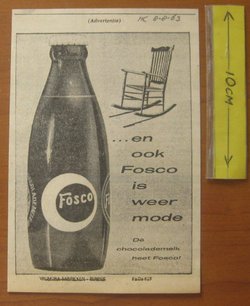 (Advertentie)
10CM
FOSCO
...en
ook
Fosco
is
weer
mode
De
chocolademelk
heet Fosco!